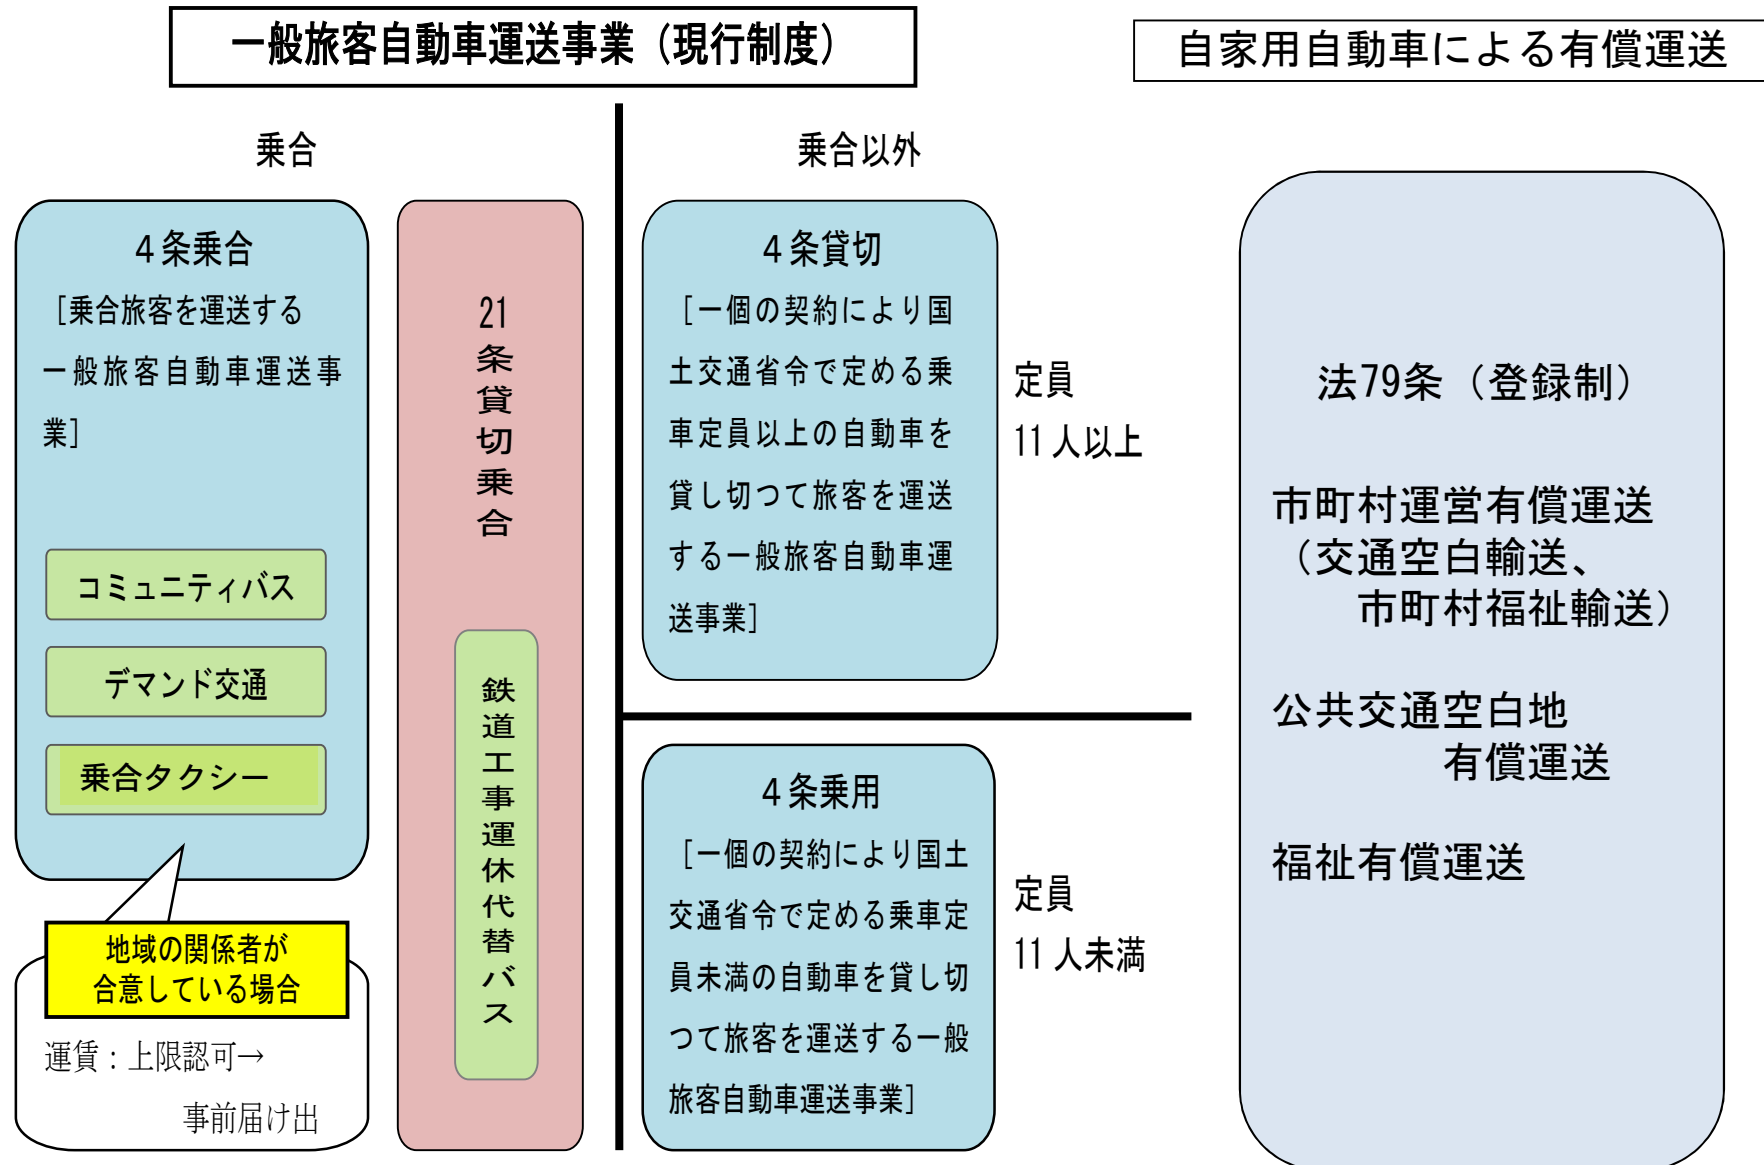 一般旅客自動車運送事業（現行制度）
自家用自動車による有償運送
乗合
乗合以外
４条乗合
［乗合旅客を運送する
一般旅客自動車運送事
業］
コミュニティバス
デマンド交通
乗合タクシー
地域の関係者が
合意している場合
運賃：上限認可→
事前届け出
21条貸切乗合
鉄道工事運休代替バス
４条貸切
［一個の契約により国
土交通省令で定める乗
車定員以上の自動車を
貸し切つて旅客を運送
する一般旅客自動車運
送事業］
定員
11人以上
４条乗用
［一個の契約により国土
交通省令で定める乗車定
員未満の自動車を貸し切
つて旅客を運送する一般
旅客自動車運送事業］
定員
11人未満
法79条（登録制）
市町村運営有償運送
（交通空白輸送、
市町村福祉輸送）
公共交通空白地
有償運送
福祉有償運送